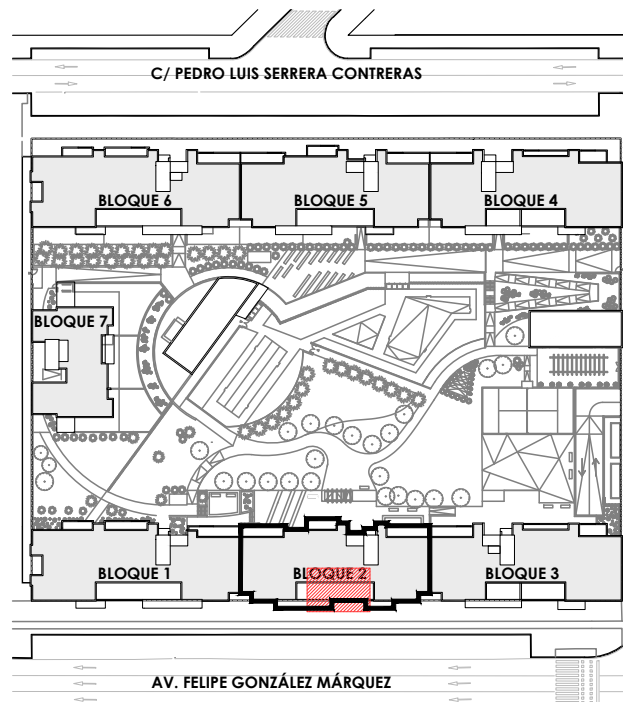 C/ PEDRO LUIS SERRERA CONTRERAS
BLOQUE 6
BLOQUE 5
BLOQUE 4
BLOQUE 7
BLOQUE 1
BLOQUE 2
BLOQUE 3
AV. FELIPE GONZÁLEZ MÁRQUEZ